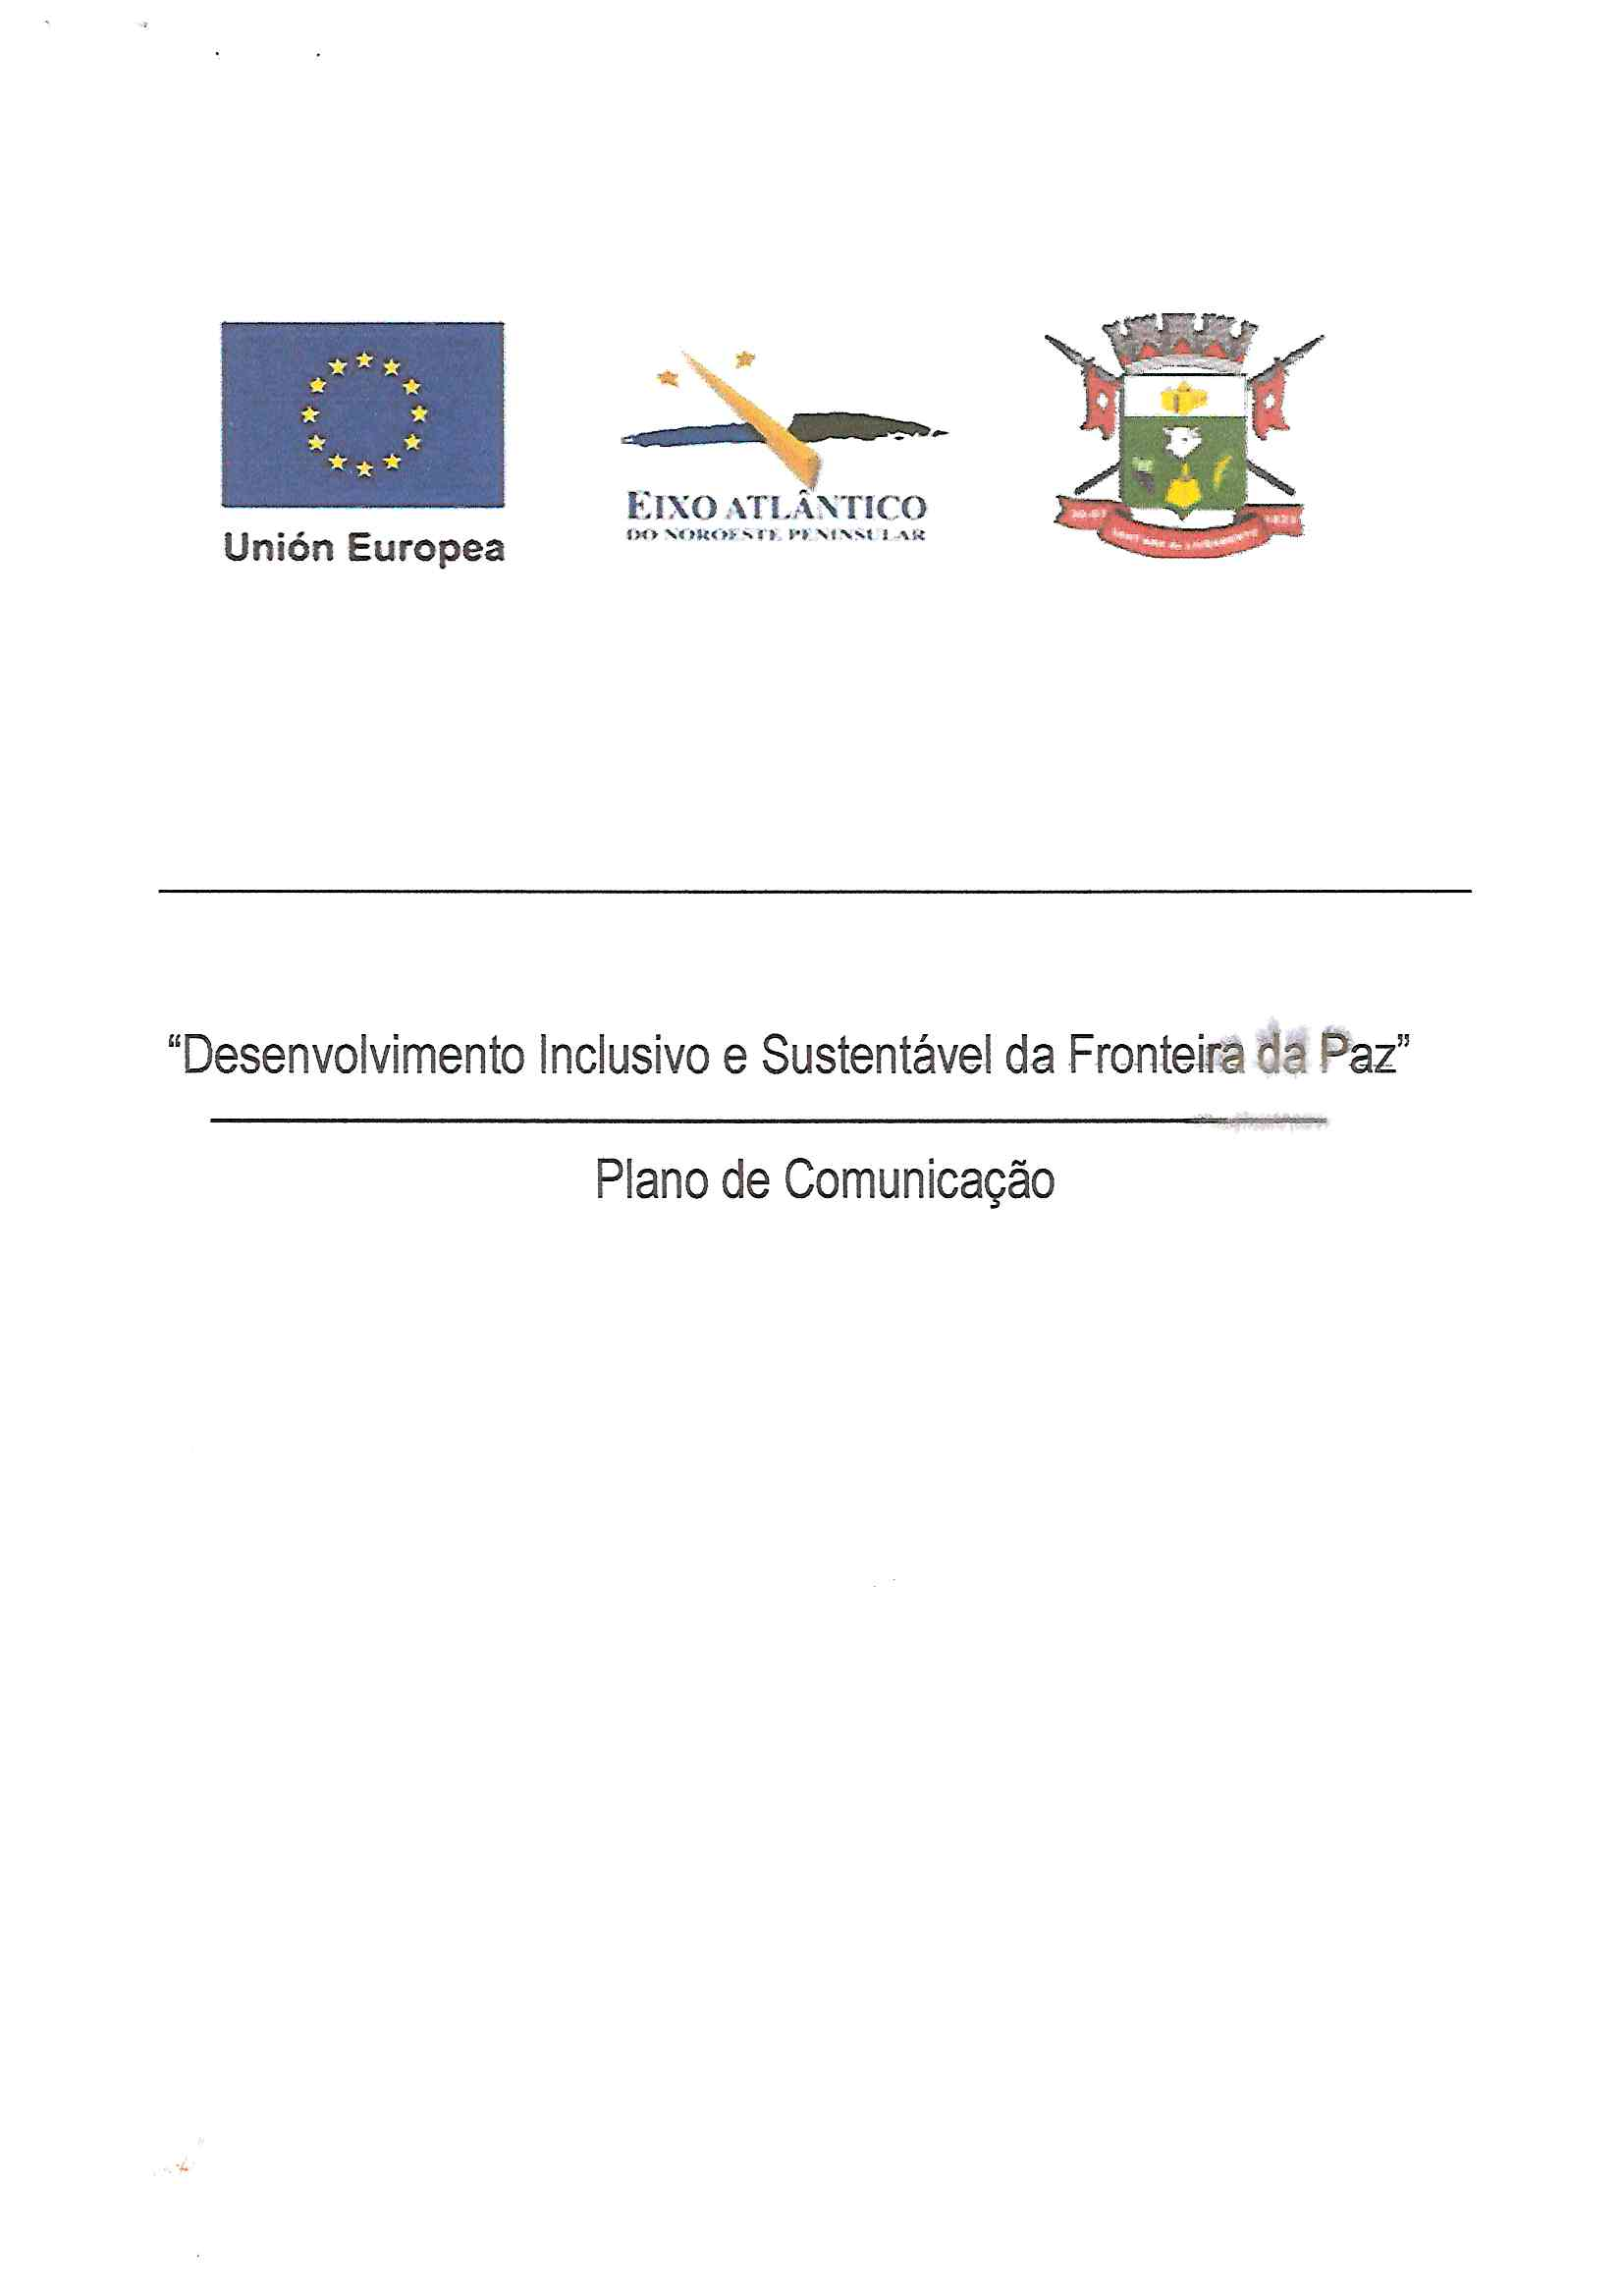 Unión Europea
EIXO ATLÂNTICO
DO NOROESTE PENINSULAR
“Desenvolvimento Inclusivo e Sustentável da Fronteira da Paz”
Plano de Comunicação